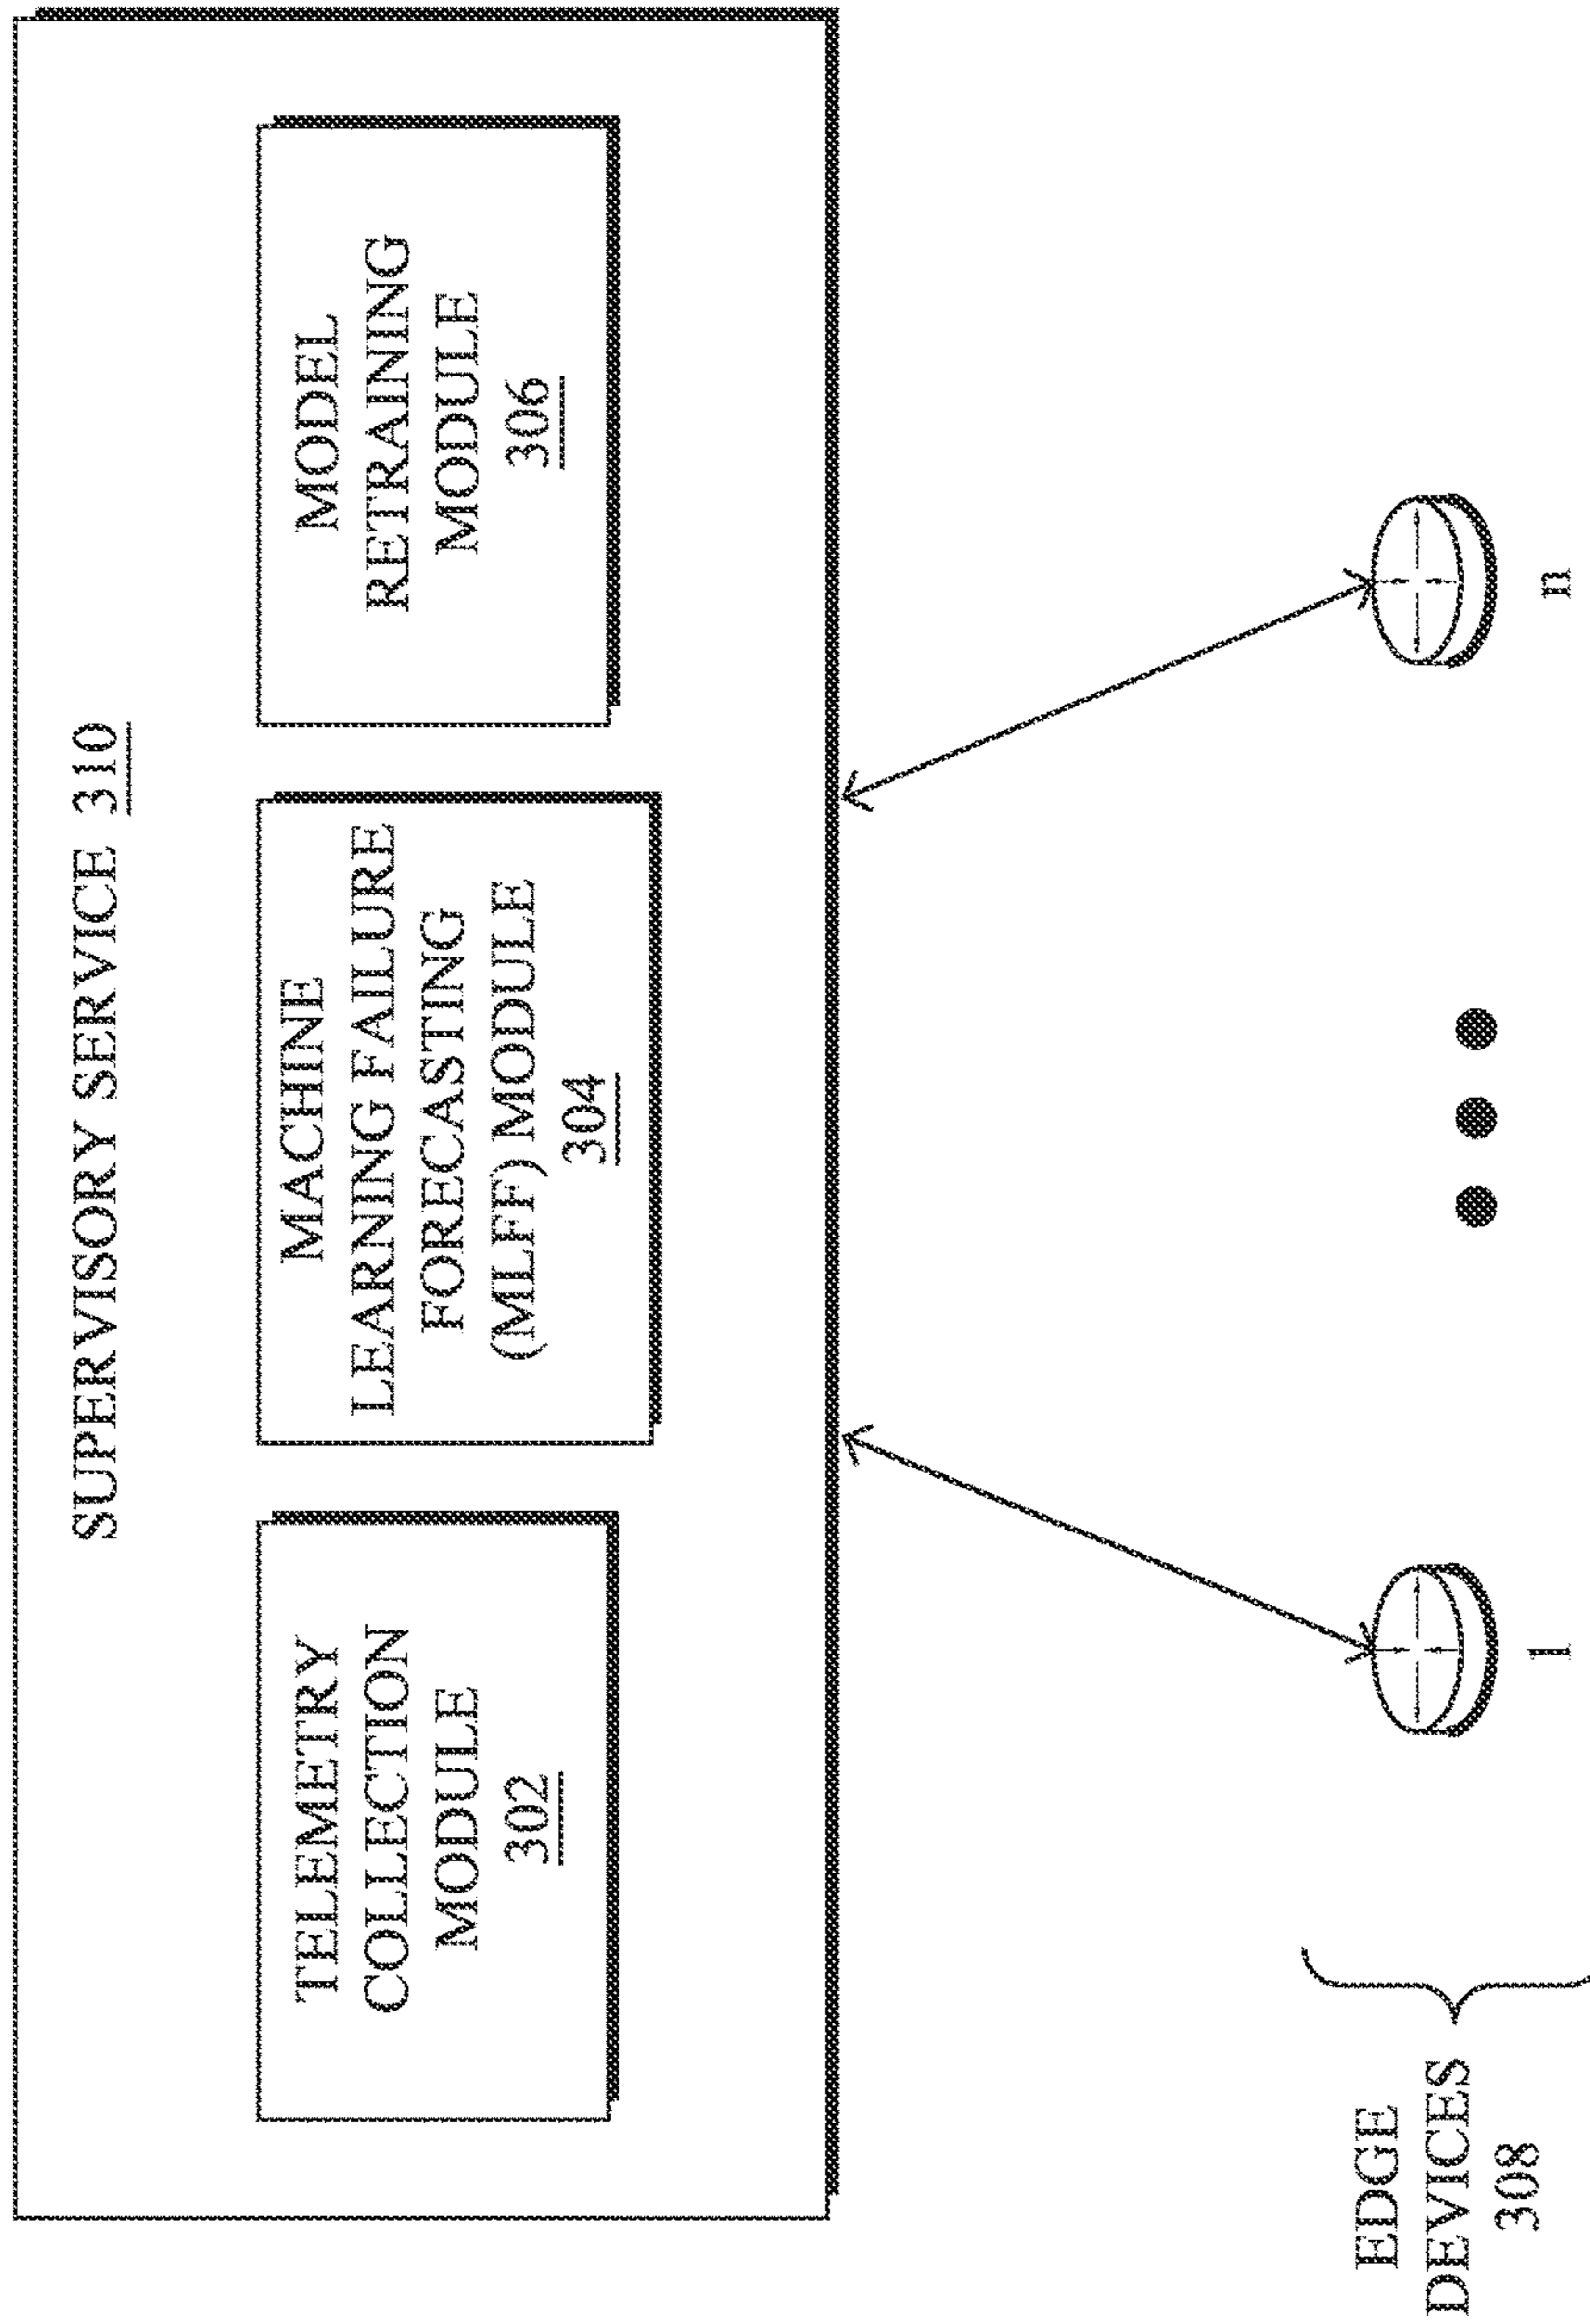 SUPERVISORY SERVICE 310
TELEMETRY
COLLECTION
MODULE
302
MACHINE
LEARNING FAILURE
FORECASTING
(MLFF) MODULE
304
MODEL
RETRAINING
MODULE
306
EDGE
DEVICES
308
1
n